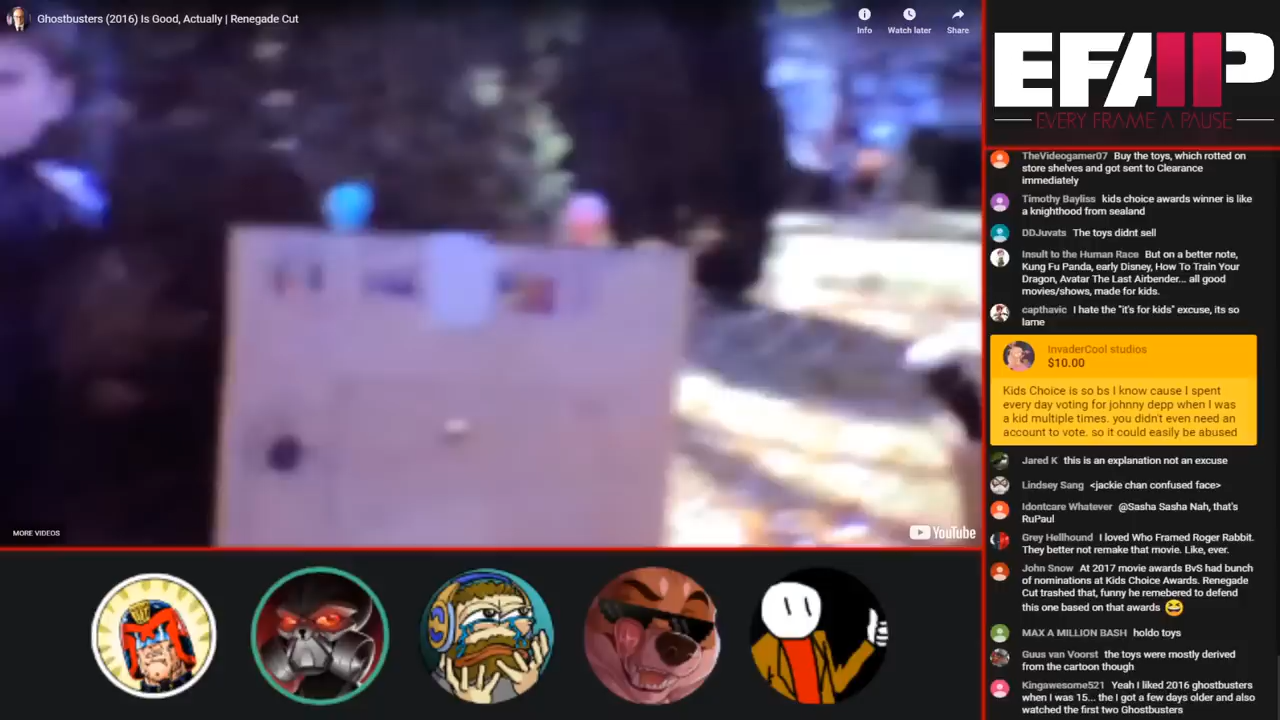 Ghostbusters (2016) Is Good, Actually | Renegade Cut
Info
Watch later
Share
MORE VIDEOS
YouTube
EFAP
EVERY FRAME A PAUSE
TheVideogamer07 Buy the toys, which rotted on
store shelves and got sent to Clearance
immediately
Timothy Bayliss kids choice awards winner is like
a knighthood from sealand
DDJuvats The toys didnt sell
Insult to the Human Race But on a better note,
Kung Fu Panda, early Disney, How To Train Your
Dragon, Avatar The Last Airbender... all good
movies/shows, made for kids.
capthavic I hate the "it's for kids" excuse, its so
lame
InvaderCool studios
$10.00
Kids Choice is so bs I know cause I spent
every day voting for johnny depp when I was
a kid multiple times. you didn't even need an
account to vote. so it could easily be abused
Jared K this is an explanation not an excuse
Lindsey Sang <jackie chan confused face>
Idontcare Whatever @Sasha Sasha Nah, that's
RuPaul
Grey Hellhound I loved Who Framed Roger Rabbit.
They better not remake that movie. Like, ever.
John Snow At 2017 movie awards BvS had bunch
of nominations at Kids Choice Awards. Renegade
Cut trashed that, funny he remebered to defend
this one based on that awards 😆
MAX A MILLION BASH holdo toys
Guus van Voorst the toys were mostly derived
from the cartoon though
Kingawesome521 Yeah I liked 2016 ghostbusters
when I was 15... the I got a few days older and also
watched the first two Ghostbusters